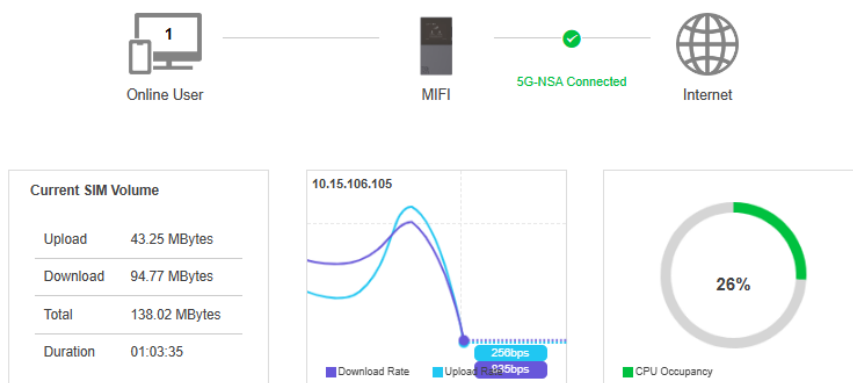 1
Online User
MIFI
5G-NSA Connected
Internet
Current SIM Volume
Upload 43.25 MBytes
Download 94.77 MBytes
Total 138.02 MBytes
Duration 01:03:35
10.15.106.105
256bps
835bps
Download Rate
Upload Rate
26%
CPU Occupancy